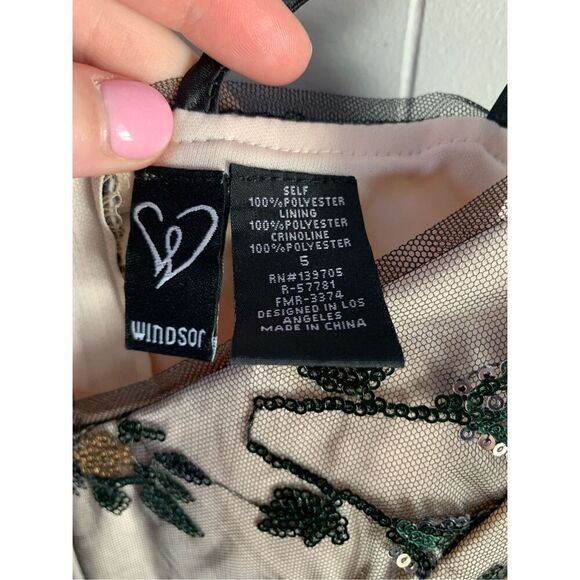 WINDSOR
SELF
100%POLYESTER
LINING
100%POLYESTER
CRINOLINE
100%POLYESTER
5
RN#139705
R-57781
FMR-3374
DESIGNED IN LOS
ANGELES
MADE IN CHINA